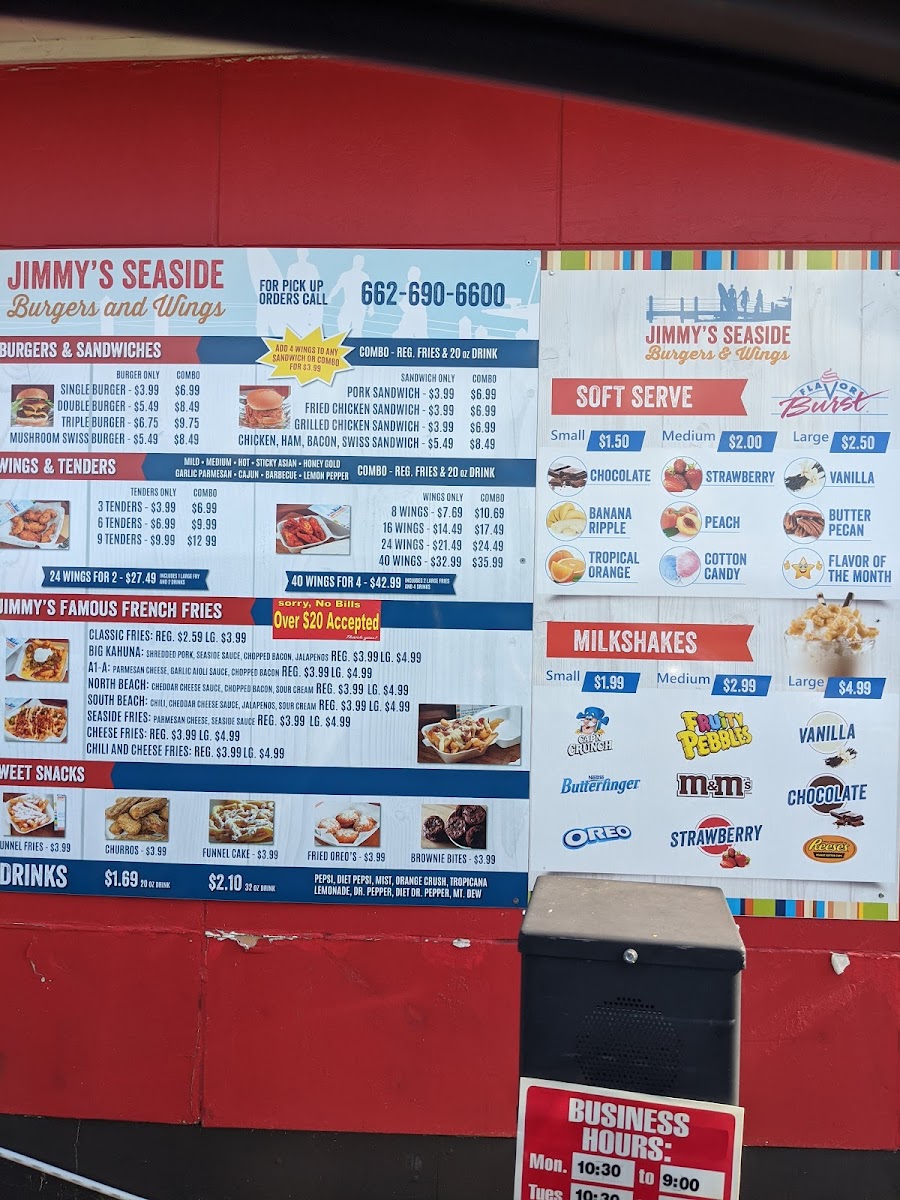 JIMMY'S SEASIDE
Burgers and Wings
FOR PICK UP
ORDERS CALL
662-690-6600
BURGERS & SANDWICHES
ADD 4 WINGS TO ANY
SANDWICH OR COMBO
FOR $3.99
COMBO - REG. FRIES & 20 OZ DRINK
BURGER ONLY COMBO
SINGLE BURGER - $3.99 $6.99
DOUBLE BURGER - $5.49 $8.49
TRIPLE BURGER - $6.75 $9.75
MUSHROOM SWISS BURGER - $5.49 $8.49
SANDWICH ONLY COMBO
PORK SANDWICH - $3.99 $6.99
FRIED CHICKEN SANDWICH - $3.99 $6.99
GRILLED CHICKEN SANDWICH - $3.99 $6.99
CHICKEN, HAM, BACON, SWISS SANDWICH - $5.49 $8.49
WINGS & TENDERS
MILD • MEDIUM • HOT • STICKY ASIAN • HONEY GOLD
GARLIC PARMESAN • CAJUN • BARBECUE • LEMON PEPPER
COMBO - REG. FRIES & 20 OZ DRINK
TENDERS ONLY COMBO
3 TENDERS - $3.99 $6.99
6 TENDERS - $6.99 $9.99
9 TENDERS - $9.99 $12 99
WINGS ONLY COMBO
8 WINGS - $7.69 $10.69
16 WINGS - $14.49 $17.49
24 WINGS - $21.49 $24.49
40 WINGS - $32.99 $35.99
24 WINGS FOR 2 - $27.49 INCLUDES 1 LARGE FRY
AND 2 DRINKS
40 WINGS FOR 4 - $42.99 INCLUDES 2 LARGE FRIES
AND 4 DRINKS
JIMMY'S FAMOUS FRENCH FRIES
sorry, No Bills
Over $20 Accepted
Thank you!
CLASSIC FRIES: REG. $2.59 LG. $3.99
BIG KAHUNA: SHREDDED PORK, SEASIDE SAUCE, CHOPPED BACON, JALAPENOS REG. $3.99 LG. $4.99
A1-A: PARMESAN CHEESE, GARLIC AIOLI SAUCE, CHOPPED BACON REG. $3.99 LG. $4.99
NORTH BEACH: CHEDDAR CHEESE SAUCE, CHOPPED BACON, SOUR CREAM REG. $3.99 LG. $4.99
SOUTH BEACH: CHILI, CHEDDAR CHEESE SAUCE, JALAPENOS, SOUR CREAM REG. $3.99 LG. $4.99
SEASIDE FRIES: PARMESAN CHEESE, SEASIDE SAUCE REG. $3.99 LG. $4.99
CHEESE FRIES: REG. $3.99 LG. $4.99
CHILI AND CHEESE FRIES: REG. $3.99 LG. $4.99
WEET SNACKS
UNNEL FRIES - $3.99
CHURROS - $3.99
FUNNEL CAKE - $3.99
FRIED OREO'S - $3.99
BROWNIE BITES - $3.99
DRINKS
$1.69 20 OZ DRINK
$2.10 32 OZ DRINK
PEPSI, DIET PEPSI, MIST, ORANGE CRUSH, TROPICANA
LEMONADE, DR. PEPPER, DIET DR. PEPPER, MT. DEW
JIMMY'S SEASIDE
Burgers & Wings
SOFT SERVE
FLAVOR
Burst
Small $1.50 Medium $2.00 Large $2.50
CHOCOLATE
STRAWBERRY
VANILLA
BANANA
RIPPLE
PEACH
BUTTER
PECAN
TROPICAL
ORANGE
COTTON
CANDY
FLAVOR OF
THE MONTH
MILKSHAKES
Small $1.99 Medium $2.99 Large $4.99
CAP'N
CRUNCH
FRUITY
PEBBLES
VANILLA
Nestle
Butterfinger
m&m's
CHOCOLATE
OREO
STRAWBERRY
Reese's
BUSINESS
HOURS:
Mon. 10:30 to 9:00
Tues 10:30